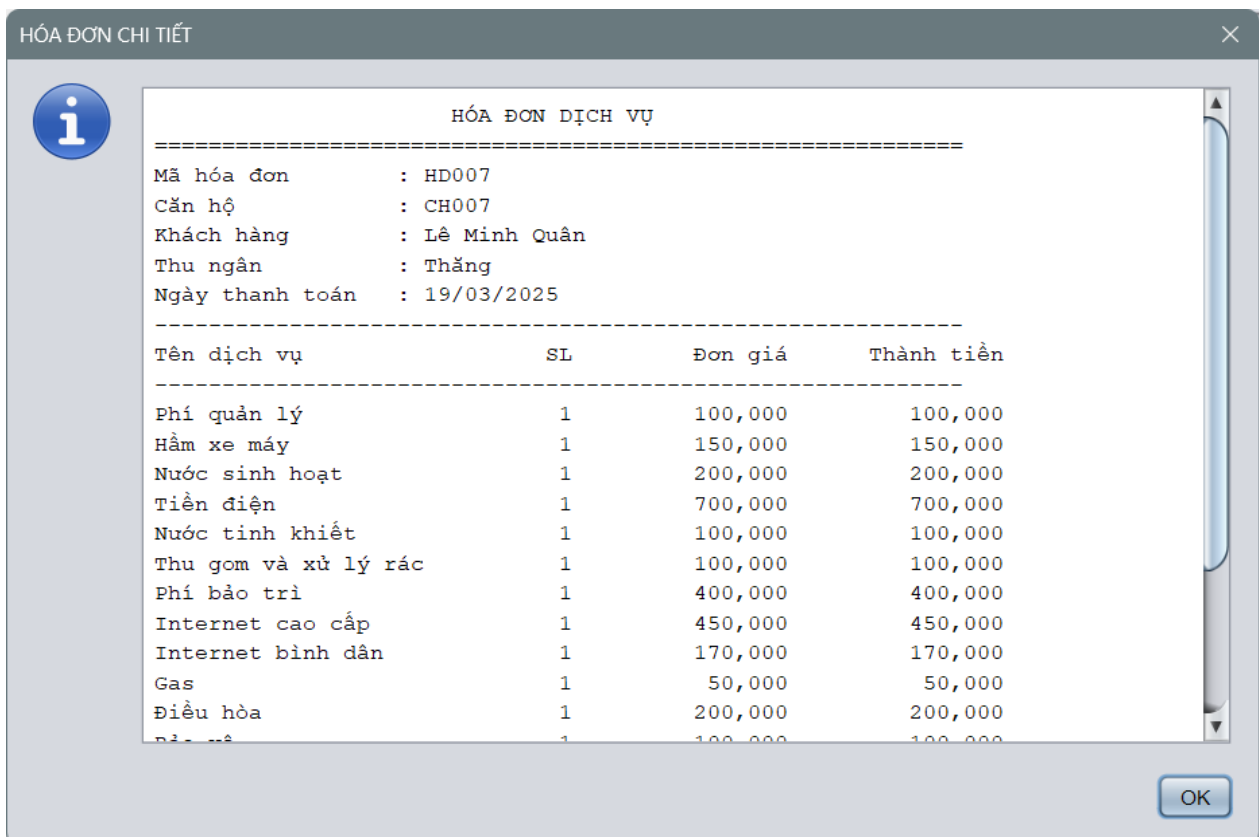 HÓA ĐƠN CHI TIẾT
HÓA ĐƠN DỊCH VỤ
============================================================
Mã hóa đơn : HD007
Căn hộ : CH007
Khách hàng : Lê Minh Quân
Thu ngân : Thăng
Ngày thanh toán : 19/03/2025
------------------------------------------------------------
Tên dịch vụ SL Đơn giá Thành tiền
------------------------------------------------------------
Phí quản lý 1 100,000 100,000
Hầm xe máy 1 150,000 150,000
Nước sinh hoạt 1 200,000 200,000
Tiền điện 1 700,000 700,000
Nước tinh khiết 1 100,000 100,000
Thu gom và xử lý rác 1 100,000 100,000
Phí bảo trì 1 400,000 400,000
Internet cao cấp 1 450,000 450,000
Internet bình dân 1 170,000 170,000
Gas 1 50,000 50,000
Điều hòa 1 200,000 200,000
OK